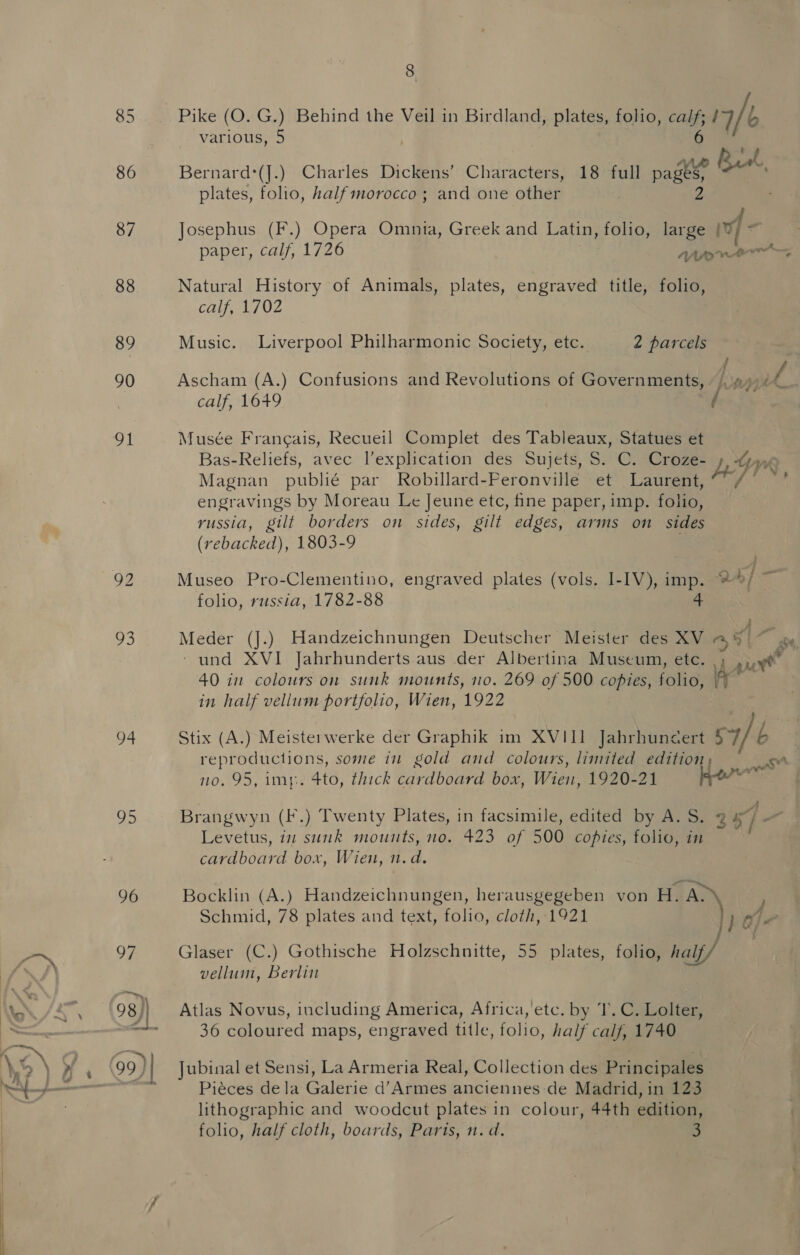 8
85 Pike (O. G.) Behind the Veil in Birdland, plates, folio, calf; 17/6
various, 5 6
86 Bernard·(J.) Charles Dickens' Characters, 18 full pages,
plates, folio, half morocco; and one other 2
87 Josephus (F.) Opera Omnia, Greek and Latin, folio, large
paper, calf, 1726
88 Natural History of Animals, plates, engraved title, folio,
calf, 1702
89 Music. Liverpool Philharmonic Society, etc. 2 parcels
90 Ascham (A.) Confusions and Revolutions of Governments,
calf, 1649
91 Musée Français, Recueil Complet des Tableaux, Statues et
Bas-Reliefs, avec l'explication des Sujets, S. C. Croze-
Magnan publié par Robillard-Peronville et Laurent,
engravings by Moreau Le Jeune etc, fine paper, imp. folio,
russia, gilt borders on sides, gilt edges, arms on sides
(rebacked), 1803-9
92 Museo Pro-Clementino, engraved plates (vols. I-IV), imp. 25/-
folio, russia, 1782-88 4
93 Meder (J.) Handzeichnungen Deutscher Meister des XV
und XVI Jahrhunderts aus der Albertina Museum, etc.
40 in colours on sunk mounts, no. 269 of 500 copies, folio,
in half vellum portfolio, Wien, 1922
94 Stix (A.) Meisterwerke der Graphik im XVIII Jahrhundert 57/6
reproductions, some in gold and colours, limited edition,
no. 95, imp. 4to, thick cardboard box, Wien, 1920-21
95 Brangwyn (F.) Twenty Plates, in facsimile, edited by A. S. 25/-
Levetus, in sunk mounts, no. 423 of 500 copies, folio, in
cardboard box, Wien, n.d.
96 Bocklin (A.) Handzeichnungen, herausgegeben von H. A.
Schmid, 78 plates and text, folio, cloth, 1921
97 Glaser (C.) Gothische Holzschnitte, 55 plates, folio, half
vellum, Berlin
98 Atlas Novus, including America, Africa, etc. by T. C. Lolter,
36 coloured maps, engraved title, folio, half calf, 1740
99 Jubinal et Sensi, La Armeria Real, Collection des Principales
Piéces de la Galerie d'Armes anciennes de Madrid, in 123
lithographic and woodcut plates in colour, 44th edition,
folio, half cloth, boards, Paris, n. d. 3